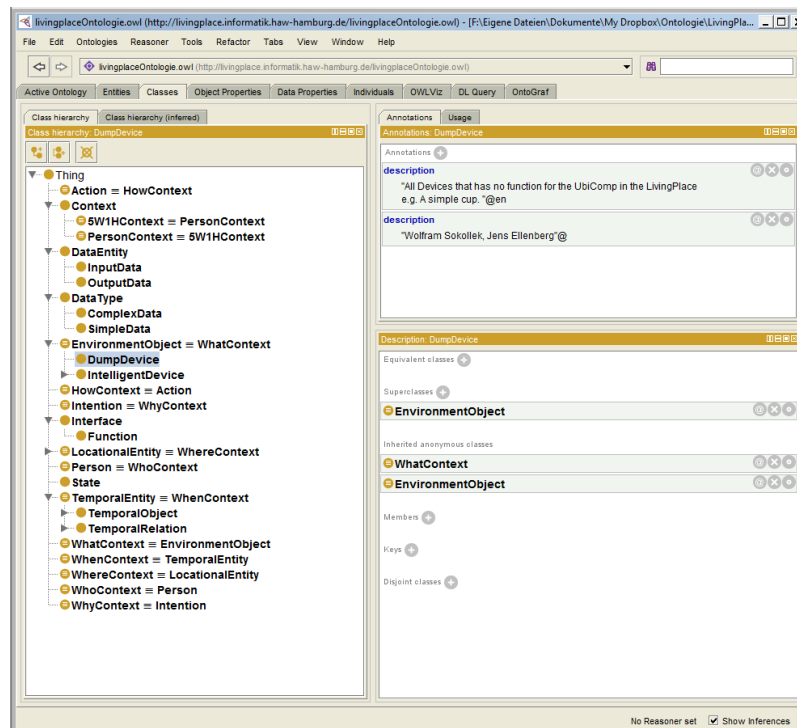 livingplaceOntologie.owl (http://livingplace.informatik.haw-hamburg.de/livingplaceOntologie.owl) - [F:\Eigene Dateien\Dokumente\My Dropbox\Ontologie\LivingPla...
File Edit Ontologies Reasoner Tools Refactor Tabs View Window Help
livingplaceOntologie.owl (http://livingplace.informatik.haw-hamburg.de/livingplaceOntologie.owl)
Active Ontology Entities Classes Object Properties Data Properties Individuals OWLViz DL Query OntoGraf
Class hierarchy Class hierarchy (inferred)
Class hierarchy: DumpDevice
Thing
Action ≡ HowContext
Context
5W1HContext ≡ PersonContext
PersonContext ≡ 5W1HContext
DataEntity
InputData
OutputData
DataType
ComplexData
SimpleData
EnvironmentObject ≡ WhatContext
DumpDevice
IntelligentDevice
HowContext ≡ Action
Intention ≡ WhyContext
Interface
Function
LocationalEntity ≡ WhereContext
Person ≡ WhoContext
State
TemporalEntity ≡ WhenContext
TemporalObject
TemporalRelation
WhatContext ≡ EnvironmentObject
WhenContext ≡ TemporalEntity
WhereContext ≡ LocationalEntity
WhoContext ≡ Person
WhyContext ≡ Intention
Annotations Usage
Annotations: DumpDevice
Annotations
description
"All Devices that has no function for the UbiComp in the LivingPlace
e.g. A simple cup. "@en
description
"Wolfram Sokollek, Jens Ellenberg"@
Description: DumpDevice
Equivalent classes
Superclasses
EnvironmentObject
Inherited anonymous classes
WhatContext
EnvironmentObject
Members
Keys
Disjoint classes
No Reasoner set Show Inferences